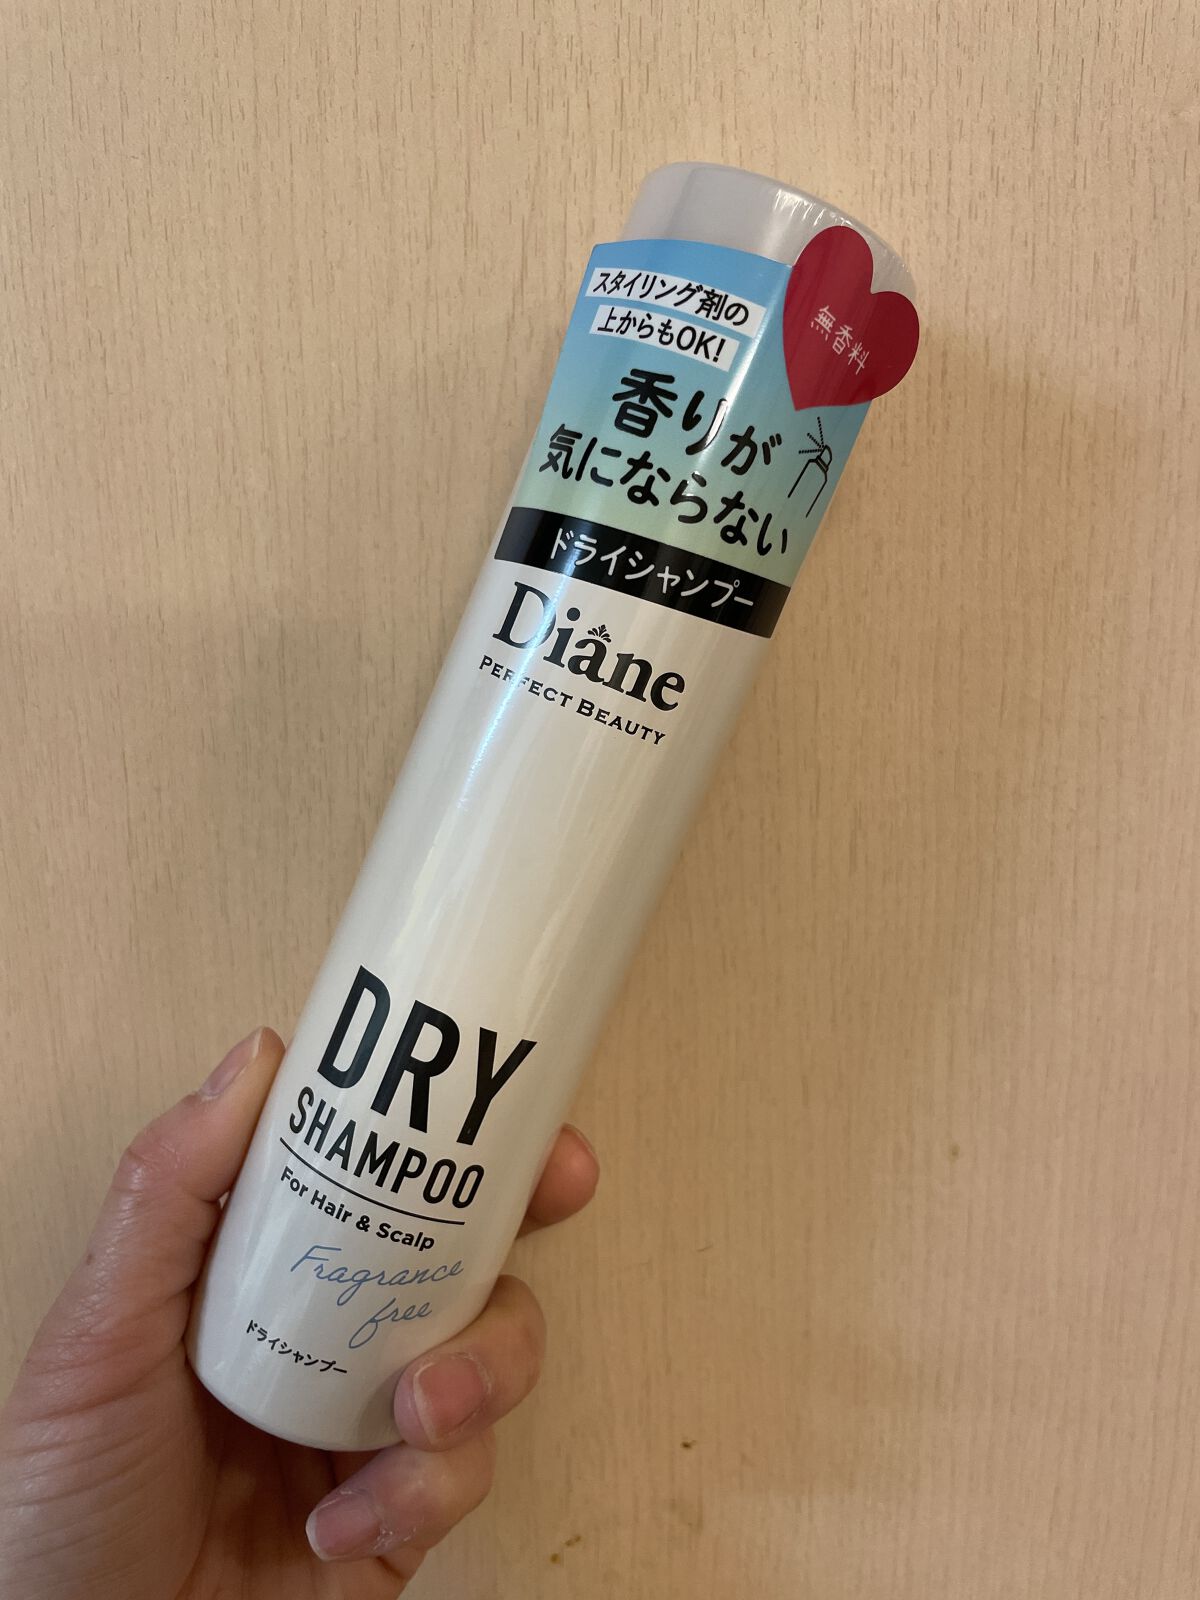 スタイリング剤の
上からもOK!
無香料
香りが
気にならない
ドライシャンプー
Diane
PERFECT BEAUTY
DRY
SHAMPOO
For Hair & Scalp
Fragrance
free
ドライシャンプー